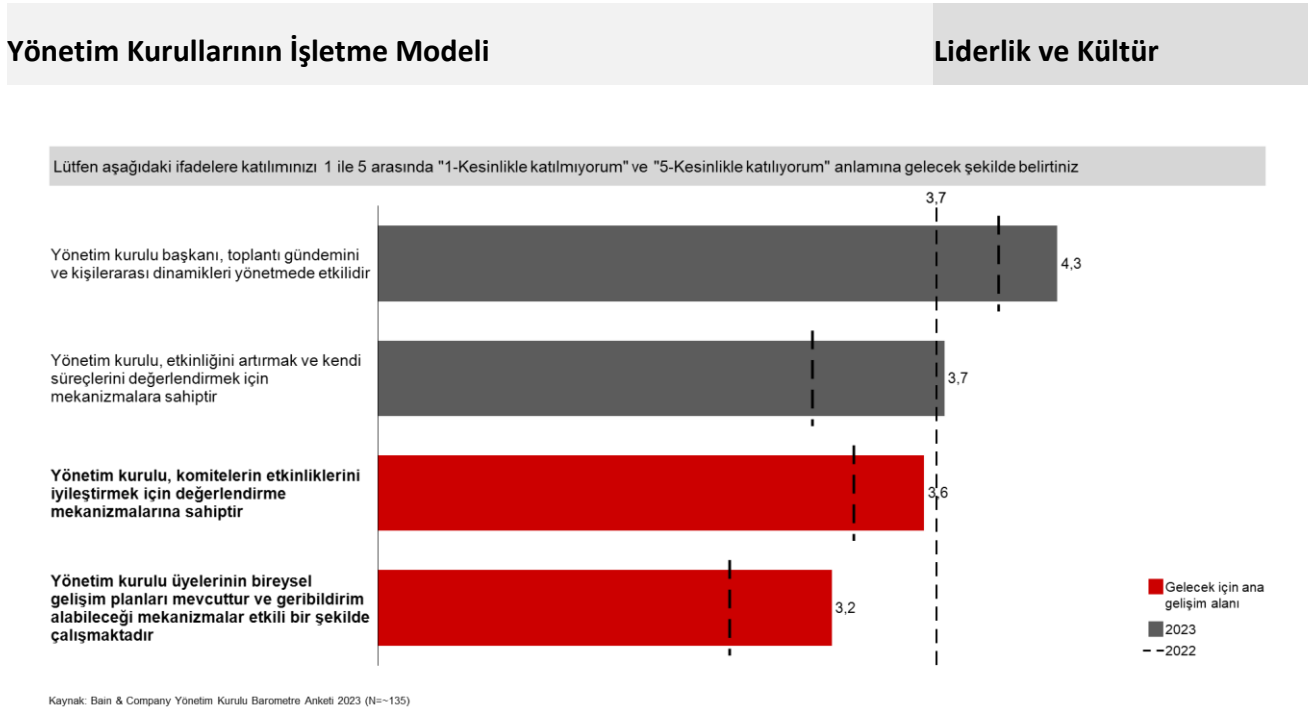 Yönetim Kurullarının İşletme Modeli
Liderlik ve Kültür
Lütfen aşağıdaki ifadelere katılımınızı 1 ile 5 arasında "1-Kesinlikle katılmıyorum" ve "5-Kesinlikle katılıyorum" anlamına gelecek şekilde belirtiniz
3,7
Yönetim kurulu başkanı, toplantı gündemini
ve kişilerarası dinamikleri yönetmede etkilidir
4,3
Yönetim kurulu, etkinliğini artırmak ve kendi
süreçlerini değerlendirmek için
mekanizmalara sahiptir
3,7
Yönetim kurulu, komitelerin etkinliklerini
iyileştirmek için değerlendirme
mekanizmalarına sahiptir
3,6
Yönetim kurulu üyelerinin bireysel
gelişim planları mevcuttur ve geribildirim
alabileceği mekanizmalar etkili bir şekilde
çalışmaktadır
3,2
Gelecek için ana
gelişim alanı
2023
2022
Kaynak: Bain & Company Yönetim Kurulu Barometre Anketi 2023 (N=~135)